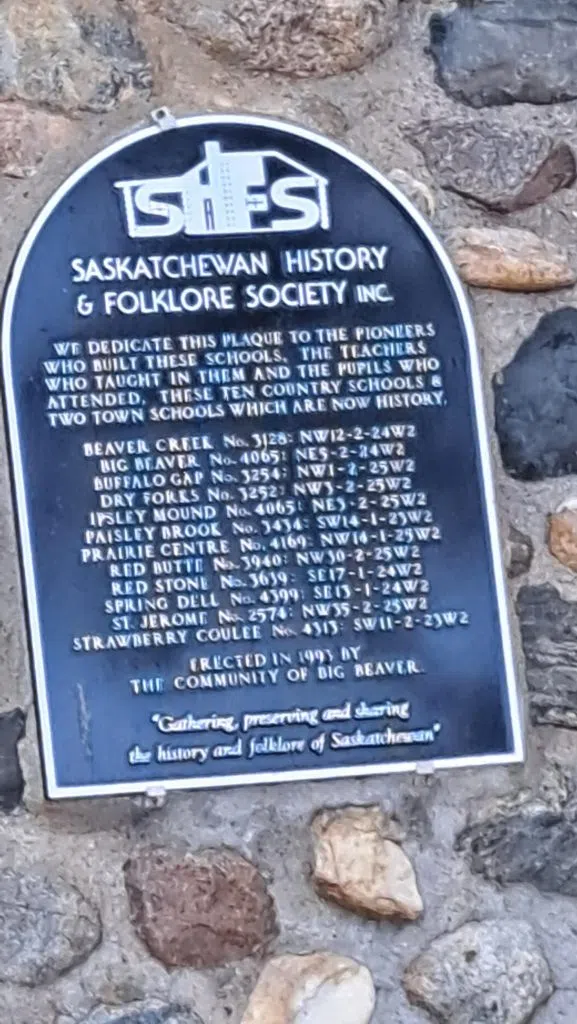 SHFS
SASKATCHEWAN HISTORY
& FOLKLORE SOCIETY INC.
WE DEDICATE THIS PLAQUE TO THE PIONEERS
WHO BUILT THESE SCHOOLS, THE TEACHERS
WHO TAUGHT IN THEM AND THE PUPILS WHO
ATTENDED, THESE TEN COUNTRY SCHOOLS &
TWO TOWN SCHOOLS WHICH ARE NOW HISTORY.
BEAVER CREEK No. 3128: NW12-2-24W2
BIG BEAVER No. 4065: NE5-2-24W2
BUFFALO GAP No. 3254: NW1-2-25W2
DRY FORKS No. 3252: NW3-2-23W2
IPSLEY MOUND No. 4065: NE3-2-25W2
PAISLEY BROOK No. 3434: SW14-1-23W2
PRAIRIE CENTRE No. 4169: NW14-1-25W2
RED BUTTE No. 3940: NW30-2-25W2
RED STONE No. 3639: SE17-1-24W2
SPRING DELL No. 4399: SE13-1-24W2
ST. JEROME No. 2574: NW35-2-25W2
STRAWBERRY COULEE No. 4313: SW11-2-23W2
ERECTED IN 1993 BY
THE COMMUNITY OF BIG BEAVER.
"Gathering, preserving and sharing
the history and folklore of Saskatchewan"